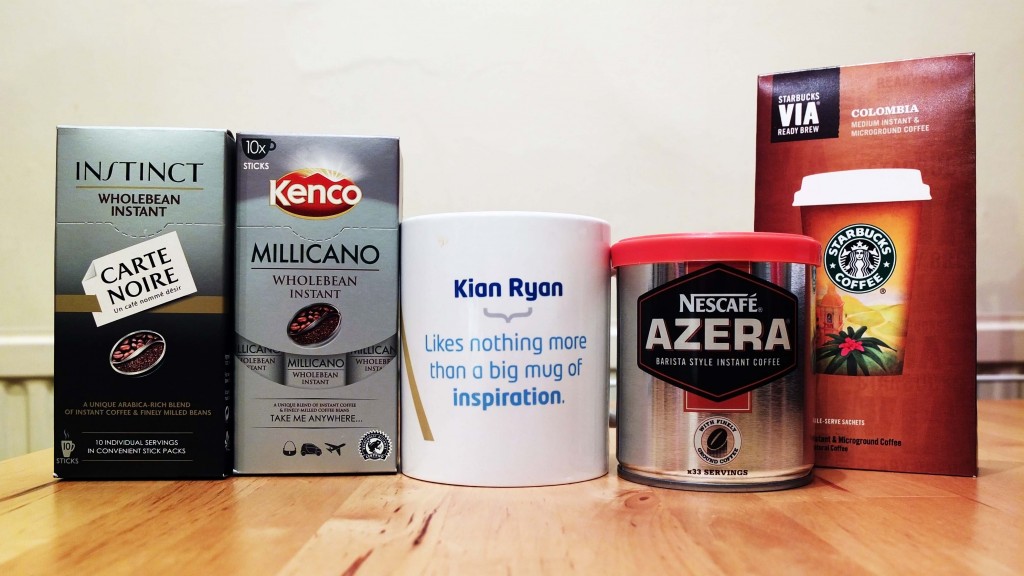 INSTINCT
WHOLEBEAN
INSTANT
CARTE
NOIRE
Un café nommé désir
A UNIQUE ARABICA-RICH BLEND
OF INSTANT COFFEE & FINELY MILLED BEANS
10 INDIVIDUAL SERVINGS
IN CONVENIENT STICK PACKS
10
STICKS
10x
STICKS
Kenco
MILLICANO
WHOLEBEAN
INSTANT
MILLICANO
WHOLEBEAN
INSTANT
A UNIQUE BLEND OF INSTANT COFFEE
& FINELY MILLED COFFEE BEANS
TAKE ME ANYWHERE...
Kian Ryan
Likes nothing more
than a big mug of
inspiration.
NESCAFÉ
AZERA
BARISTA STYLE INSTANT COFFEE
WITH FINELY
GROUND COFFEE
x33 SERVINGS
STARBUCKS
VIA
READY BREW
COLOMBIA
MEDIUM INSTANT &
MICROGROUND COFFEE
STARBUCKS
COFFEE
& Microground Coffee